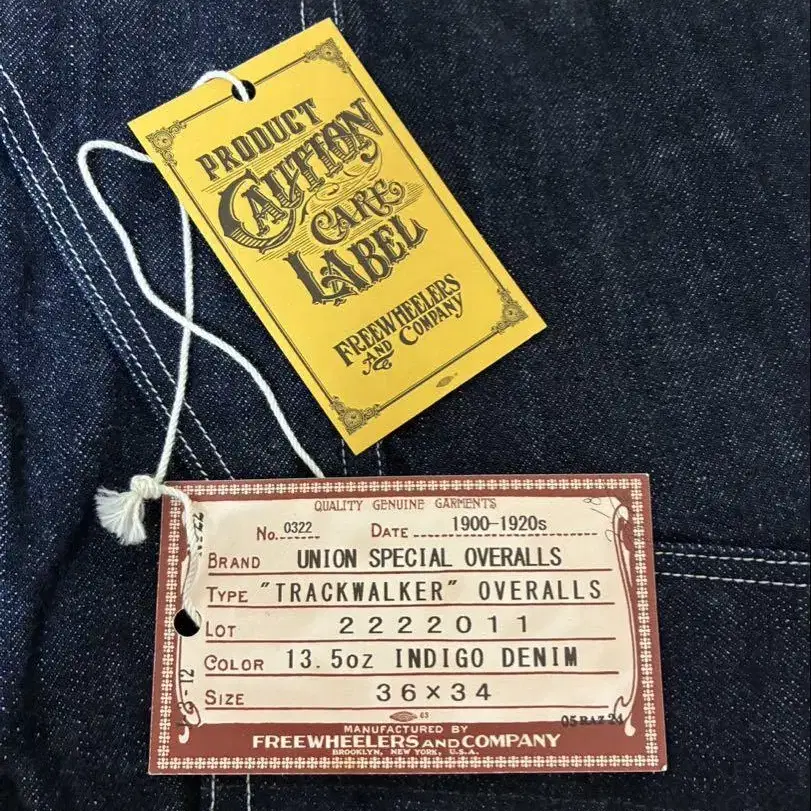 PRODUCT
CAUTION
CARE
LABEL
FREEWHEELERS
AND COMPANY
QUALITY GENUINE GARMENTS
No. 0322 DATE 1900-1920s
BRAND UNION SPECIAL OVERALLS
TYPE "TRACKWALKER" OVERALLS
LOT 2222011
COLOR 13.5oz INDIGO DENIM
SIZE 36×34
63
MANUFACTURED BY
FREEWHEELERS AND COMPANY
BROOKLYN, NEW YORK, U.S.A.